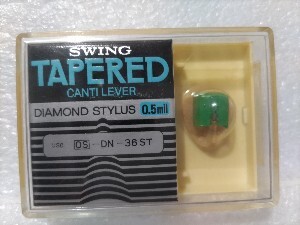 SWING
TAPERED
CANTI LEVER
DIAMOND STYLUS 0.5mil
DS-DN-36ST